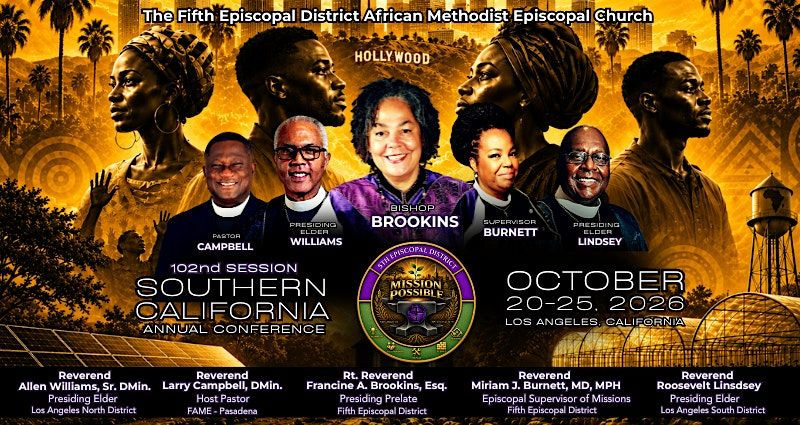 The Fifth Episcopal District African Methodist Episcopal Church
HOLLYWOOD
PASTOR
CAMPBELL
PRESIDING
ELDER
WILLIAMS
BISHOP
BROOKINS
SUPERVISOR
BURNETT
PRESIDING
ELDER
LINDSEY
102nd SESSION
SOUTHERN
CALIFORNIA
ANNUAL CONFERENCE
5TH EPISCOPAL DISTRICT
MISSION
POSSIBLE
OCTOBER
20-25, 2026
LOS ANGELES, CALIFORNIA
Reverend
Allen Williams, Sr. DMin.
Presiding Elder
Los Angeles North District
Reverend
Larry Campbell, DMin.
Host Pastor
FAME - Pasadena
Rt. Reverend
Francine A. Brookins, Esq.
Presiding Prelate
Fifth Episcopal District
Reverend
Miriam J. Burnett, MD, MPH
Episcopal Supervisor of Missions
Fifth Episcopal District
Reverend
Roosevelt Linsdsey
Presiding Elder
Los Angeles South District